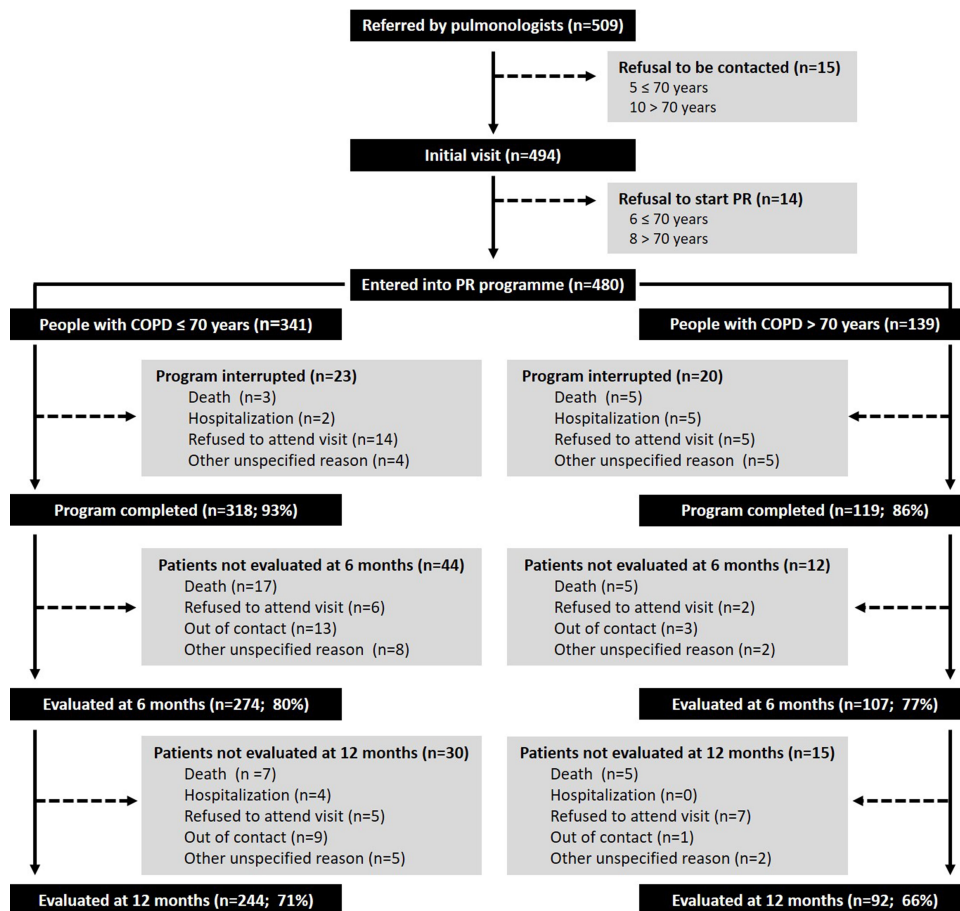 Referred by pulmonologists (n=509)
Refusal to be contacted (n=15)
5 ≤ 70 years
10 > 70 years
Initial visit (n=494)
Refusal to start PR (n=14)
6 ≤ 70 years
8 > 70 years
Entered into PR programme (n=480)
People with COPD ≤ 70 years (n=341)
People with COPD > 70 years (n=139)
Program interrupted (n=23)
Death (n=3)
Hospitalization (n=2)
Refused to attend visit (n=14)
Other unspecified reason (n=4)
Program interrupted (n=20)
Death (n=5)
Hospitalization (n=5)
Refused to attend visit (n=5)
Other unspecified reason (n=5)
Program completed (n=318; 93%)
Program completed (n=119; 86%)
Patients not evaluated at 6 months (n=44)
Death (n=17)
Refused to attend visit (n=6)
Out of contact (n=13)
Other unspecified reason (n=8)
Patients not evaluated at 6 months (n=12)
Death (n=5)
Refused to attend visit (n=2)
Out of contact (n=3)
Other unspecified reason (n=2)
Evaluated at 6 months (n=274; 80%)
Evaluated at 6 months (n=107; 77%)
Patients not evaluated at 12 months (n=30)
Death (n =7)
Hospitalization (n=4)
Refused to attend visit (n=5)
Out of contact (n=9)
Other unspecified reason (n=5)
Patients not evaluated at 12 months (n=15)
Death (n=5)
Hospitalization (n=0)
Refused to attend visit (n=7)
Out of contact (n=1)
Other unspecified reason (n=2)
Evaluated at 12 months (n=244; 71%)
Evaluated at 12 months (n=92; 66%)